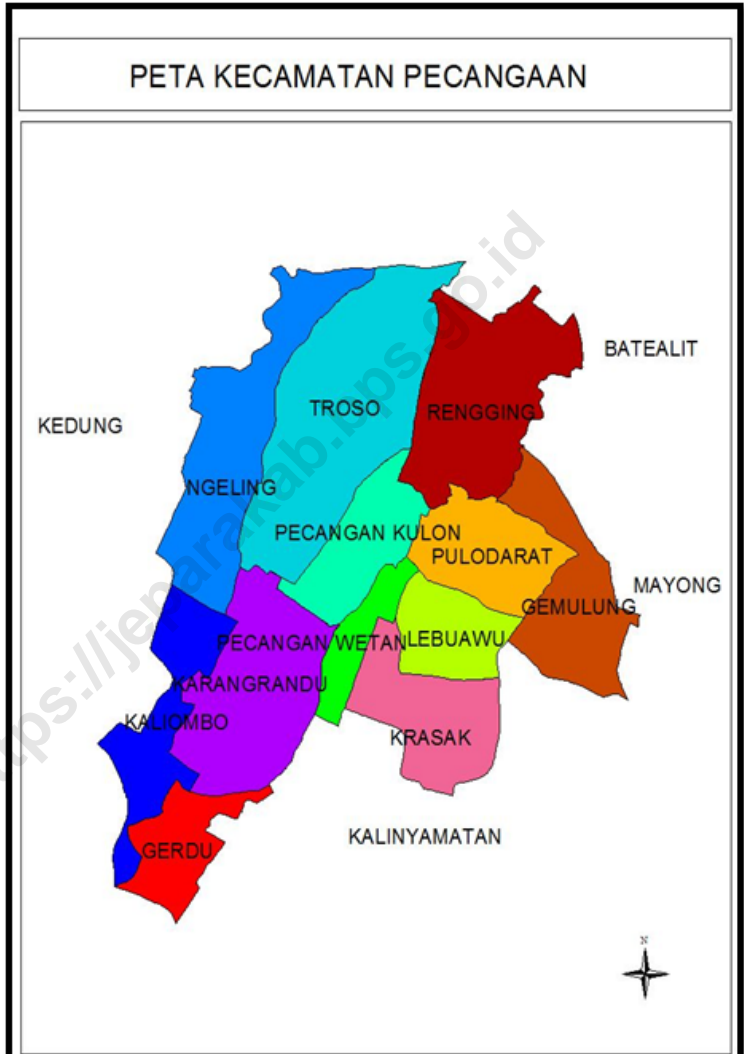 PETA KECAMATAN PECANGAAN
BATEALIT
TROSO
RENGGING
KEDUNG
NGELING
PECANGAN KULON
PULODARAT
MAYONG
GEMULUNG
PECANGAN WETAN
LEBUAWU
KARANGRANDU
KALIOMBO
KRASAK
KALINYAMATAN
GERDU
N
https://jeparakab.bps.go.id